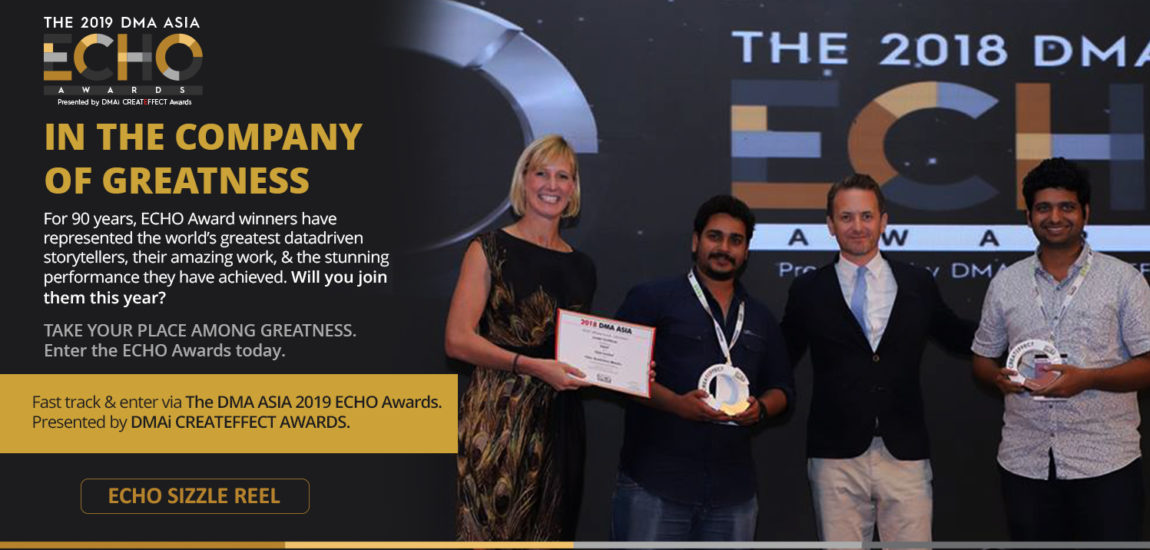 THE 2019 DMA ASIA
ECHO
AWARDS
Presented by DMAi CREATEFFECT Awards
IN THE COMPANY
OF GREATNESS
For 90 years, ECHO Award winners have
represented the world's greatest datadriven
storytellers, their amazing work, & the stunning
performance they have achieved. Will you join
them this year?
TAKE YOUR PLACE AMONG GREATNESS.
Enter the ECHO Awards today.
Fast track & enter via The DMA ASIA 2019 ECHO Awards.
Presented by DMAi CREATEFFECT AWARDS.
ECHO SIZZLE REEL
THE 2018 DMA
ECH
A W A
DM
2018 DMA ASIA
CREATEFFECT
CREATEFFECT